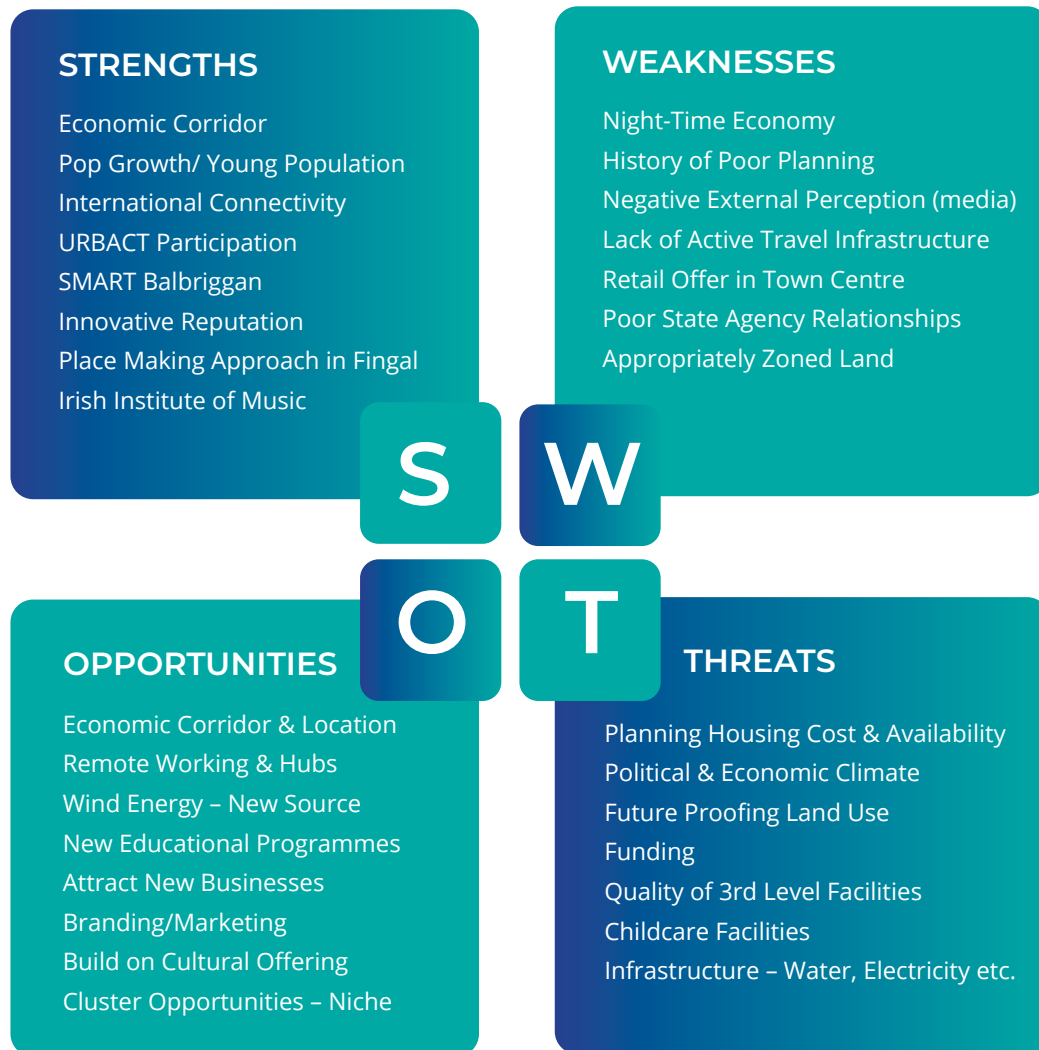 STRENGTHS
Economic Corridor
Pop Growth/ Young Population
International Connectivity
URBACT Participation
SMART Balbriggan
Innovative Reputation
Place Making Approach in Fingal
Irish Institute of Music
WEAKNESSES
Night-Time Economy
History of Poor Planning
Negative External Perception (media)
Lack of Active Travel Infrastructure
Retail Offer in Town Centre
Poor State Agency Relationships
Appropriately Zoned Land
S
W
O
T
OPPORTUNITIES
Economic Corridor & Location
Remote Working & Hubs
Wind Energy – New Source
New Educational Programmes
Attract New Businesses
Branding/Marketing
Build on Cultural Offering
Cluster Opportunities – Niche
THREATS
Planning Housing Cost & Availability
Political & Economic Climate
Future Proofing Land Use
Funding
Quality of 3rd Level Facilities
Childcare Facilities
Infrastructure – Water, Electricity etc.